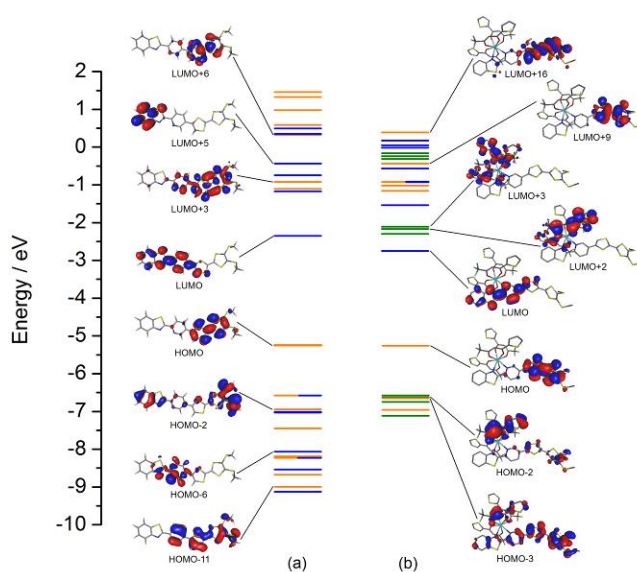 Energy / eV
2
1
0
-1
-2
-3
-4
-5
-6
-7
-8
-9
-10
LUMO+6
LUMO+5
LUMO+3
LUMO
HOMO
HOMO-2
HOMO-6
HOMO-11
(a)
(b)
LUMO+16
LUMO+9
LUMO+3
LUMO+2
LUMO
HOMO
HOMO-2
HOMO-3